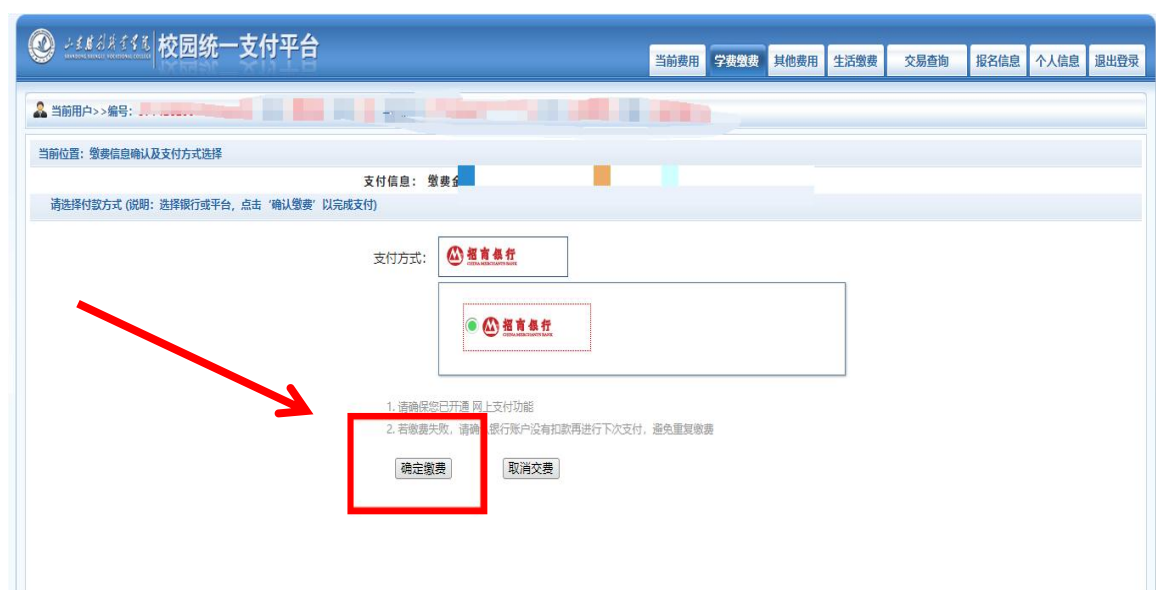 校园统一支付平台
当前费用 学费缴费 其他费用 生活缴费 交易查询 报名信息 个人信息 退出登录
当前用户>>编号:
当前位置: 缴费信息确认及支付方式选择
支付信息: 缴费金
请选择付款方式 (说明: 选择银行或平台, 点击 '确认缴费' 以完成支付)
支付方式: 招商银行
CHINA MERCHANTS BANK
招商银行
CHINA MERCHANTS BANK
1. 请确保您已开通 网上支付功能
2. 若缴费失败, 请确 银行账户没有扣款再进行下次支付, 避免重复缴费
确定缴费 取消交费